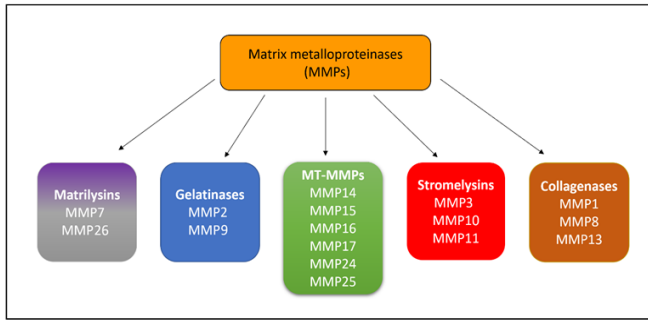 Matrix metalloproteinases
(MMPs)
Matrilysins
MMP7
MMP26
Gelatinases
MMP2
MMP9
MT-MMPs
MMP14
MMP15
MMP16
MMP17
MMP24
MMP25
Stromelysins
MMP3
MMP10
MMP11
Collagenases
MMP1
MMP8
MMP13